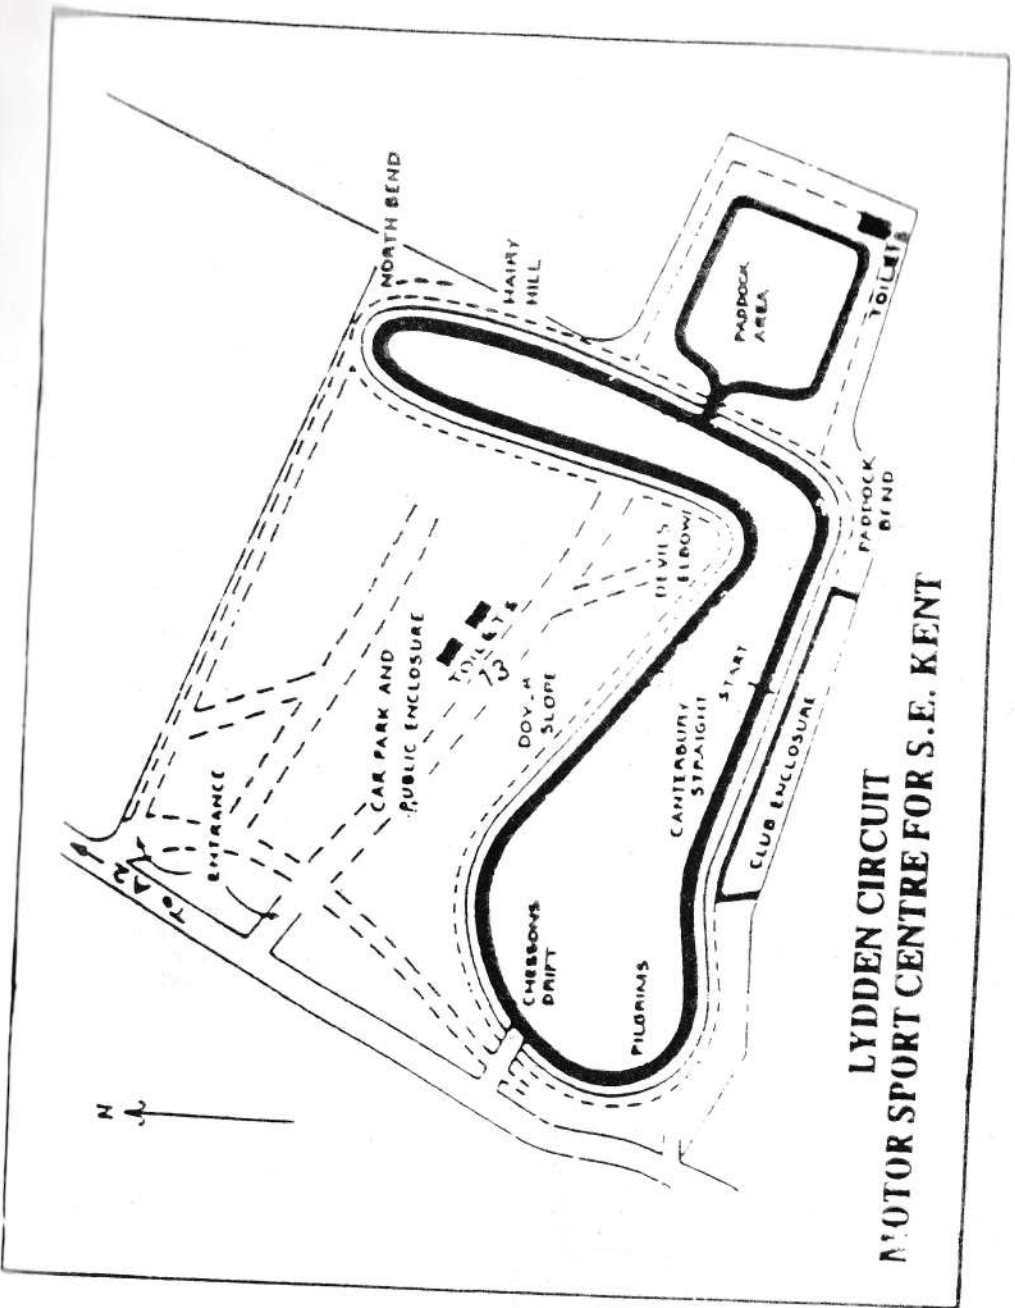 N
TO A2
ENTRANCE
CAR PARK AND
PUBLIC ENCLOSURE
TOILETS
NORTH BEND
HAIRY
HILL
PADDOCK
AREA
TOILETS
PADDOCK
BEND
DEVILS
ELBOW
SLOPE
CANTERBURY
STRAIGHT
START
CLUB ENCLOSURE
CHESSONS
DRIFT
PILGRIMS
LYDDEN CIRCUIT
MOTOR SPORT CENTRE FOR S.E. KENT